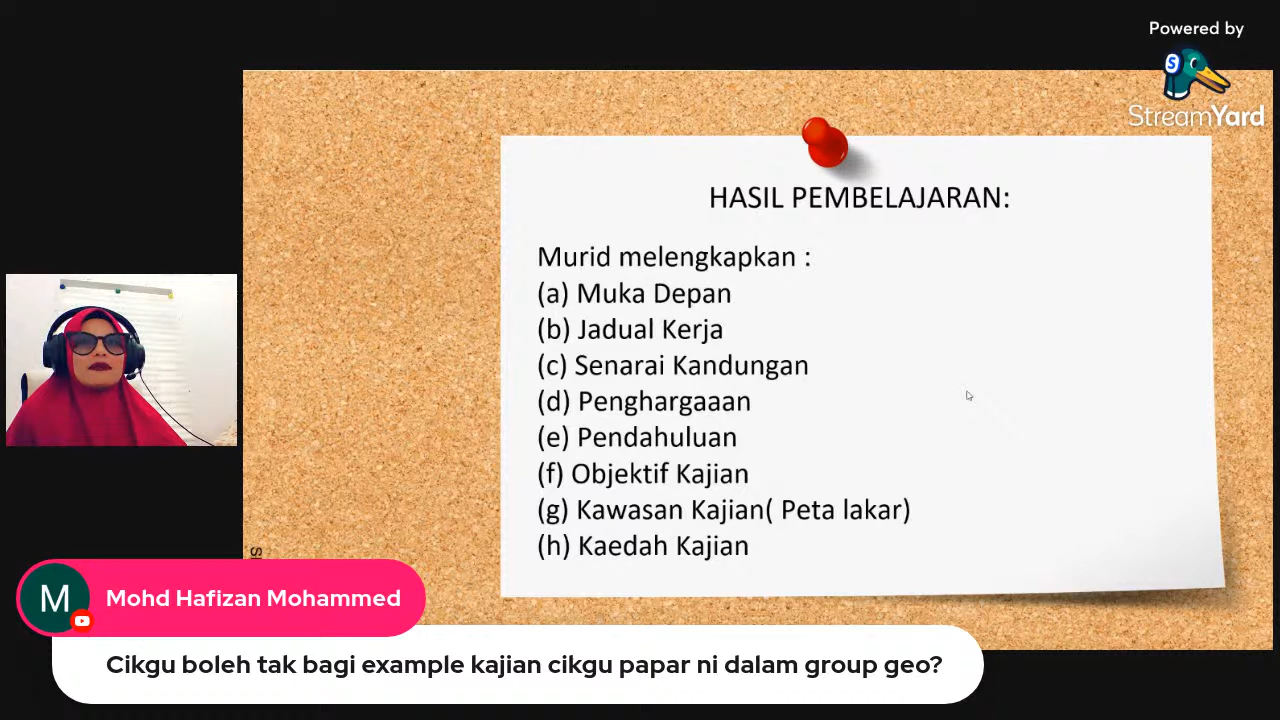 Powered by
StreamYard
HASIL PEMBELAJARAN:
Murid melengkapkan :
(a) Muka Depan
(b) Jadual Kerja
(c) Senarai Kandungan
(d) Penghargaaan
(e) Pendahuluan
(f) Objektif Kajian
(g) Kawasan Kajian( Peta lakar)
(h) Kaedah Kajian
M
Mohd Hafizan Mohammed
Cikgu boleh tak bagi example kajian cikgu papar ni dalam group geo?